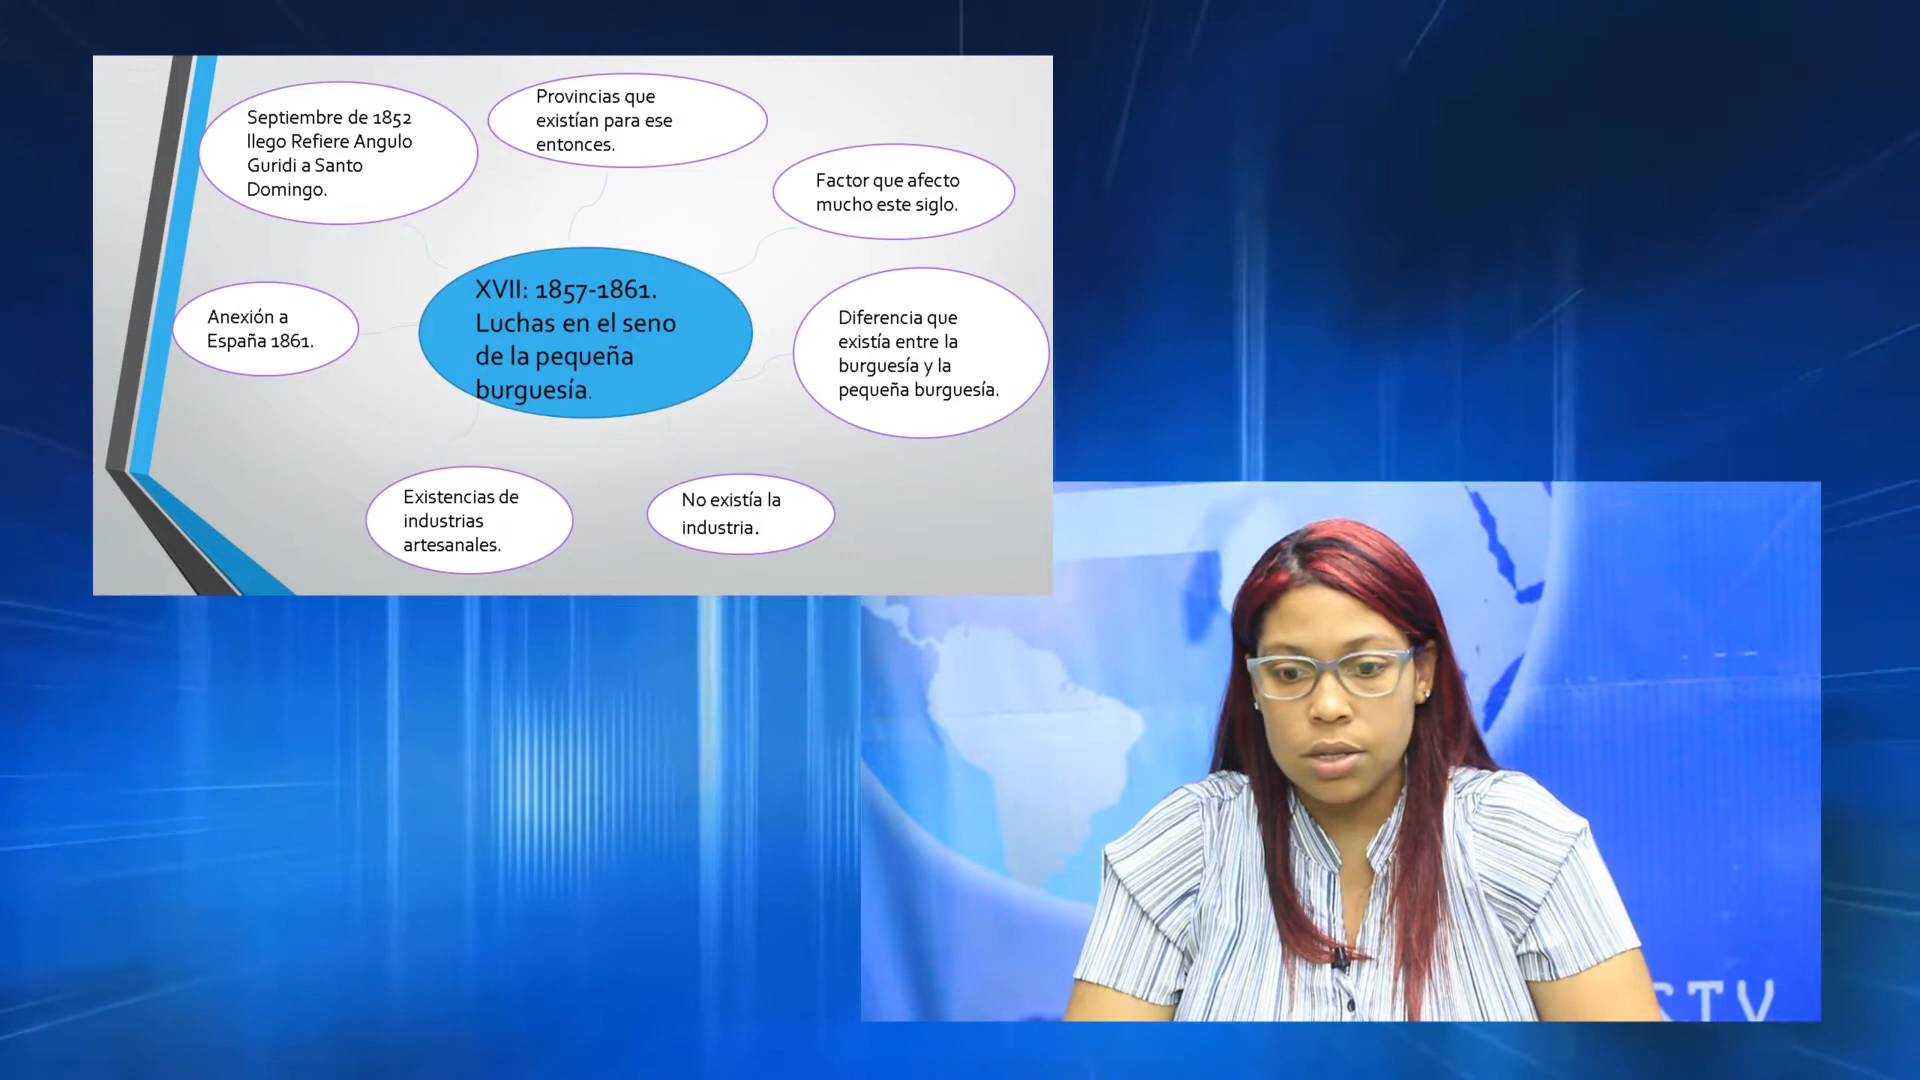 Septiembre de 1852
llego Refiere Angulo
Guridi a Santo
Domingo.
Provincias que
existían para ese
entonces.
Factor que afecto
mucho este siglo.
Anexión a
España 1861.
XVII: 1857-1861.
Luchas en el seno
de la pequeña
burguesía.
Diferencia que
existía entre la
burguesía y la
pequeña burguesía.
Existencias de
industrias
artesanales.
No existía la
industria.
TV